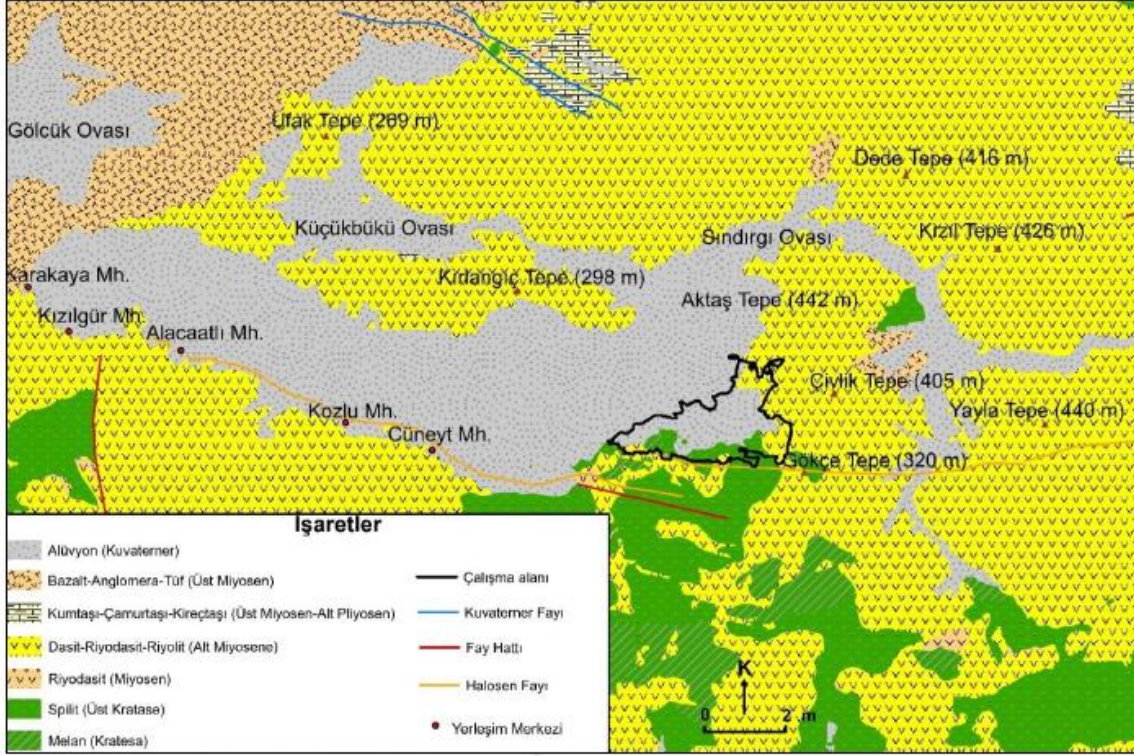 Gölcük Ovası
Ufak Tepe (269 m)
Dede Tepe (416 m)
Küçükbükü Ovası
Sındırgı Ovası
Kızıl Tepe (426 m)
Karakaya Mh.
Kırlangıç Tepe (298 m)
Aktaş Tepe (442 m)
Kızılgür Mh.
Alacaatlı Mh.
Çivlik Tepe (405 m)
Kozlu Mh.
Yayla Tepe (440 m)
Cüneyt Mh.
Gökçe Tepe (320 m)
İşaretler
Alüvyon (Kuvaterner)
Bazalt-Anglomera-Tüf (Üst Miyosen)
Kumtaşı-Çamurtaşı-Kireçtaşı (Üst Miyosen-Alt Pliyosen)
Dasit-Riyodasit-Riyolit (Alt Miyosene)
Riyodasit (Miyosen)
Spilit (Üst Kratase)
Melan (Kratesa)
Çalışma alanı
Kuvaterner Fayı
Fay Hattı
Halosen Fayı
Yerleşim Merkezi
K
0 2 .m